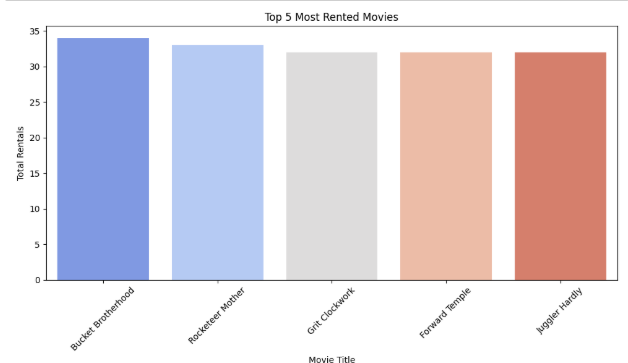 Top 5 Most Rented Movies
Total Rentals
35
30
25
20
15
10
5
0
Bucket Brotherhood
Rocketeer Mother
Grit Clockwork
Forward Temple
Juggler Hardly
Movie Title